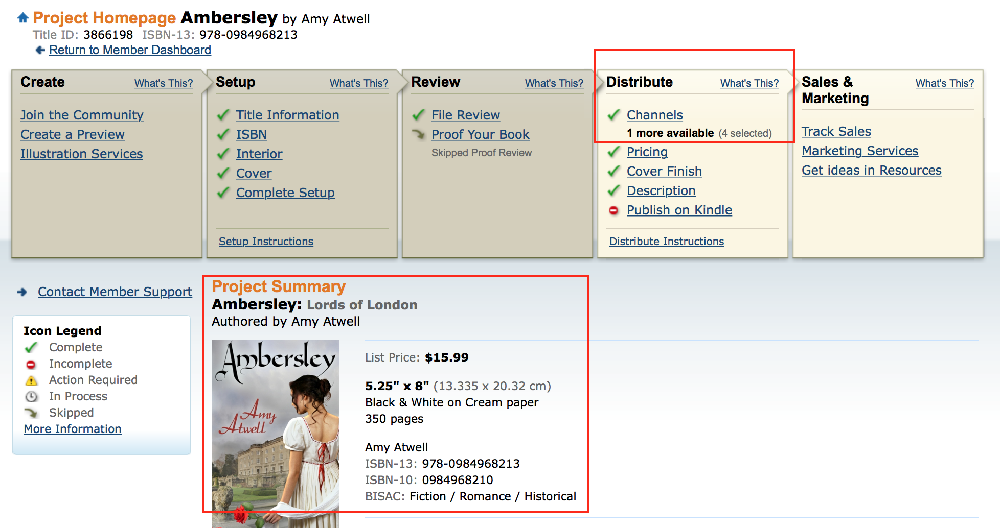 Project Homepage Ambersley by Amy Atwell
Title ID: 3866198 ISBN-13: 978-0984968213
Return to Member Dashboard
Create What's This?
Join the Community
Create a Preview
Illustration Services
Setup What's This?
Title Information
ISBN
Interior
Cover
Complete Setup
Setup Instructions
Review What's This?
File Review
Proof Your Book
Skipped Proof Review
Distribute What's This?
Channels
1 more available (4 selected)
Pricing
Cover Finish
Description
Publish on Kindle
Distribute Instructions
Sales & What's This?
Marketing
Track Sales
Marketing Services
Get ideas in Resources
Contact Member Support
Icon Legend
Complete
Incomplete
Action Required
In Process
Skipped
More Information
Project Summary
Ambersley: Lords of London
Authored by Amy Atwell
Ambersley
Amy
Atwell
List Price: $15.99
5.25" x 8" (13.335 x 20.32 cm)
Black & White on Cream paper
350 pages
Amy Atwell
ISBN-13: 978-0984968213
ISBN-10: 0984968210
BISAC: Fiction / Romance / Historical